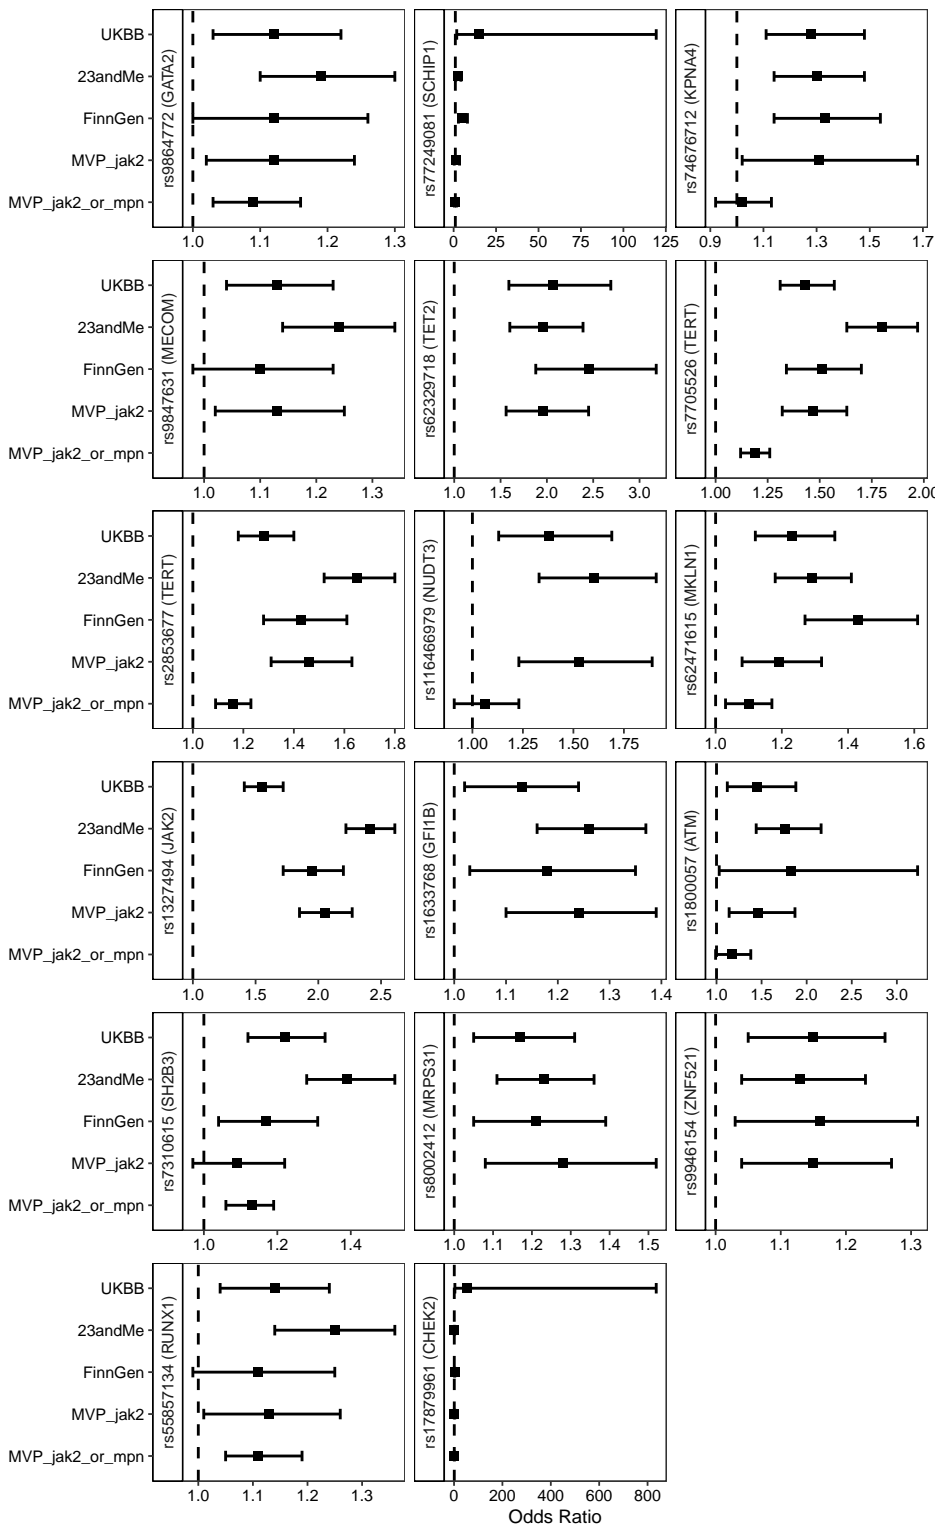 UKBB
23andMe
FinnGen
MVP_jak2
MVP_jak2_or_mpn
rs9864772 (GATA2)
1.0 1.1 1.2 1.3
rs77249081 (SCHIP1)
0 25 50 75 100 125
rs74676712 (KPNA4)
0.9 1.1 1.3 1.5 1.7
UKBB
23andMe
FinnGen
MVP_jak2
MVP_jak2_or_mpn
rs9847631 (MECOM)
1.0 1.1 1.2 1.3
rs62329718 (TET2)
1.0 1.5 2.0 2.5 3.0
rs7705526 (TERT)
1.00 1.25 1.50 1.75 2.00
UKBB
23andMe
FinnGen
MVP_jak2
MVP_jak2_or_mpn
rs2853677 (TERT)
1.0 1.2 1.4 1.6 1.8
rs116466979 (NUDT3)
1.00 1.25 1.50 1.75
rs62471615 (MKLN1)
1.0 1.2 1.4 1.6
UKBB
23andMe
FinnGen
MVP_jak2
MVP_jak2_or_mpn
rs1327494 (JAK2)
1.0 1.5 2.0 2.5
rs1633768 (GFI1B)
1.0 1.1 1.2 1.3 1.4
rs1800057 (ATM)
1.0 1.5 2.0 2.5 3.0
UKBB
23andMe
FinnGen
MVP_jak2
MVP_jak2_or_mpn
rs7310615 (SH2B3)
1.0 1.2 1.4
rs8002412 (MRPS31)
1.0 1.1 1.2 1.3 1.4 1.5
rs9946154 (ZNF521)
1.0 1.1 1.2 1.3
UKBB
23andMe
FinnGen
MVP_jak2
MVP_jak2_or_mpn
rs55857134 (RUNX1)
1.0 1.1 1.2 1.3
rs17879961 (CHEK2)
0 200 400 600 800
Odds Ratio